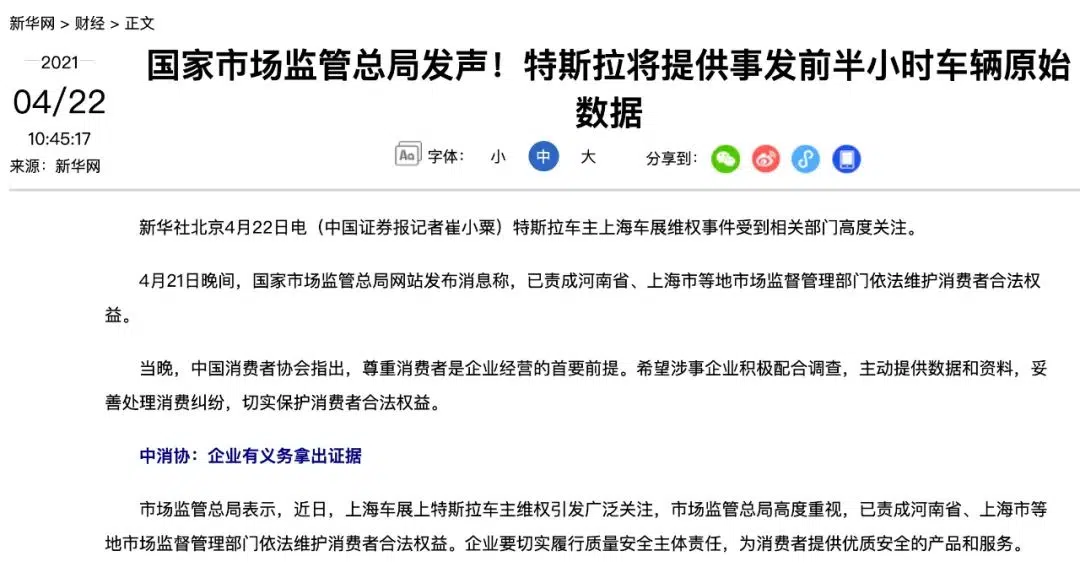 新华网 > 财经 > 正文
2021
04/22
10:45:17
来源：新华网
国家市场监管总局发声！特斯拉将提供事发前半小时车辆原始
数据
Aa 字体： 小 中 大 分享到：
新华社北京4月22日电（中国证券报记者崔小粟）特斯拉车主上海车展维权事件受到相关部门高度关注。
4月21日晚间，国家市场监管总局网站发布消息称，已责成河南省、上海市等地市场监督管理部门依法维护消费者合法权
益。
当晚，中国消费者协会指出，尊重消费者是企业经营的首要前提。希望涉事企业积极配合调查，主动提供数据和资料，妥
善处理消费纠纷，切实保护消费者合法权益。
中消协：企业有义务拿出证据
市场监管总局表示，近日，上海车展上特斯拉车主维权引发广泛关注，市场监管总局高度重视，已责成河南省、上海市等
地市场监督管理部门依法维护消费者合法权益。企业要切实履行质量安全主体责任，为消费者提供优质安全的产品和服务。